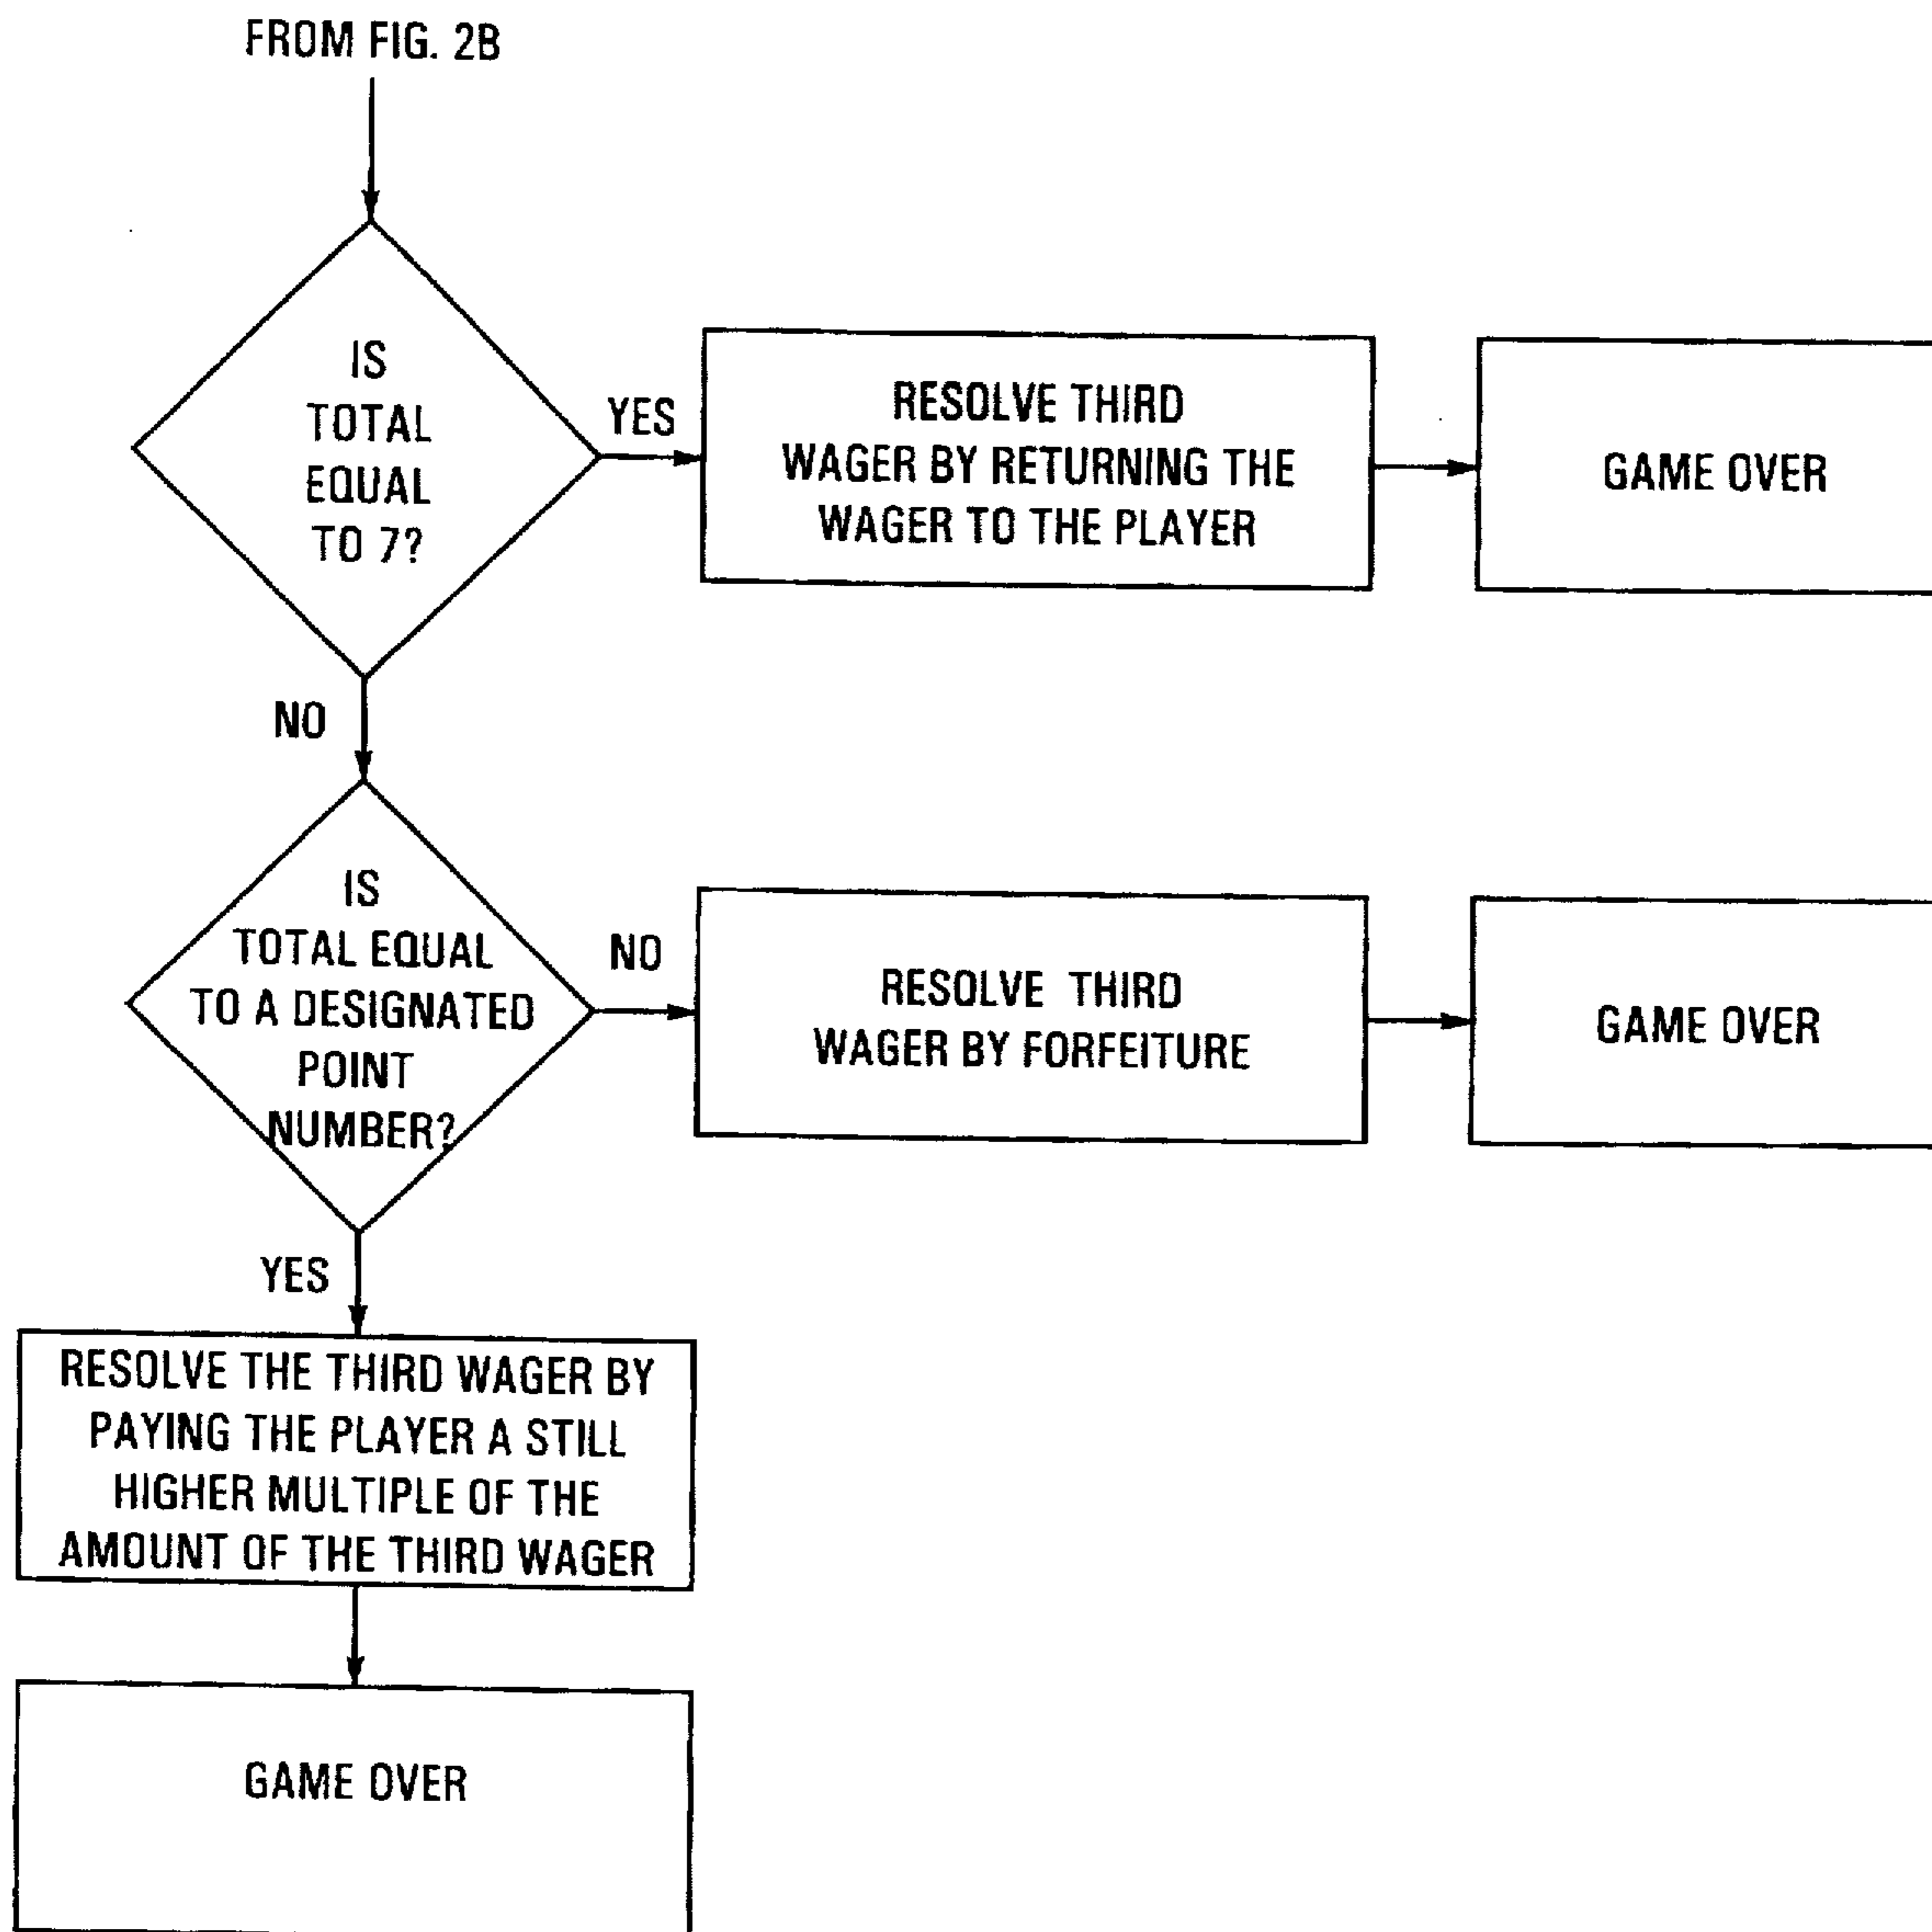 FROM FIG. 2B
IS
TOTAL
EQUAL
TO 7?
YES
RESOLVE THIRD
WAGER BY RETURNING THE
WAGER TO THE PLAYER
GAME OVER
NO
IS
TOTAL EQUAL
TO A DESIGNATED
POINT
NUMBER?
NO
RESOLVE THIRD
WAGER BY FORFEITURE
GAME OVER
YES
RESOLVE THE THIRD WAGER BY
PAYING THE PLAYER A STILL
HIGHER MULTIPLE OF THE
AMOUNT OF THE THIRD WAGER
GAME OVER